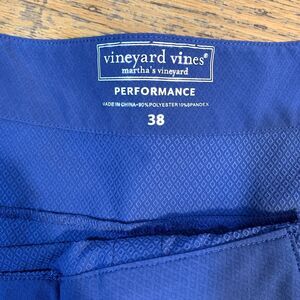 vineyard vines®
martha's vineyard
PERFORMANCE
MADE IN CHINA•90% POLYESTER 10% SPANDEX
38